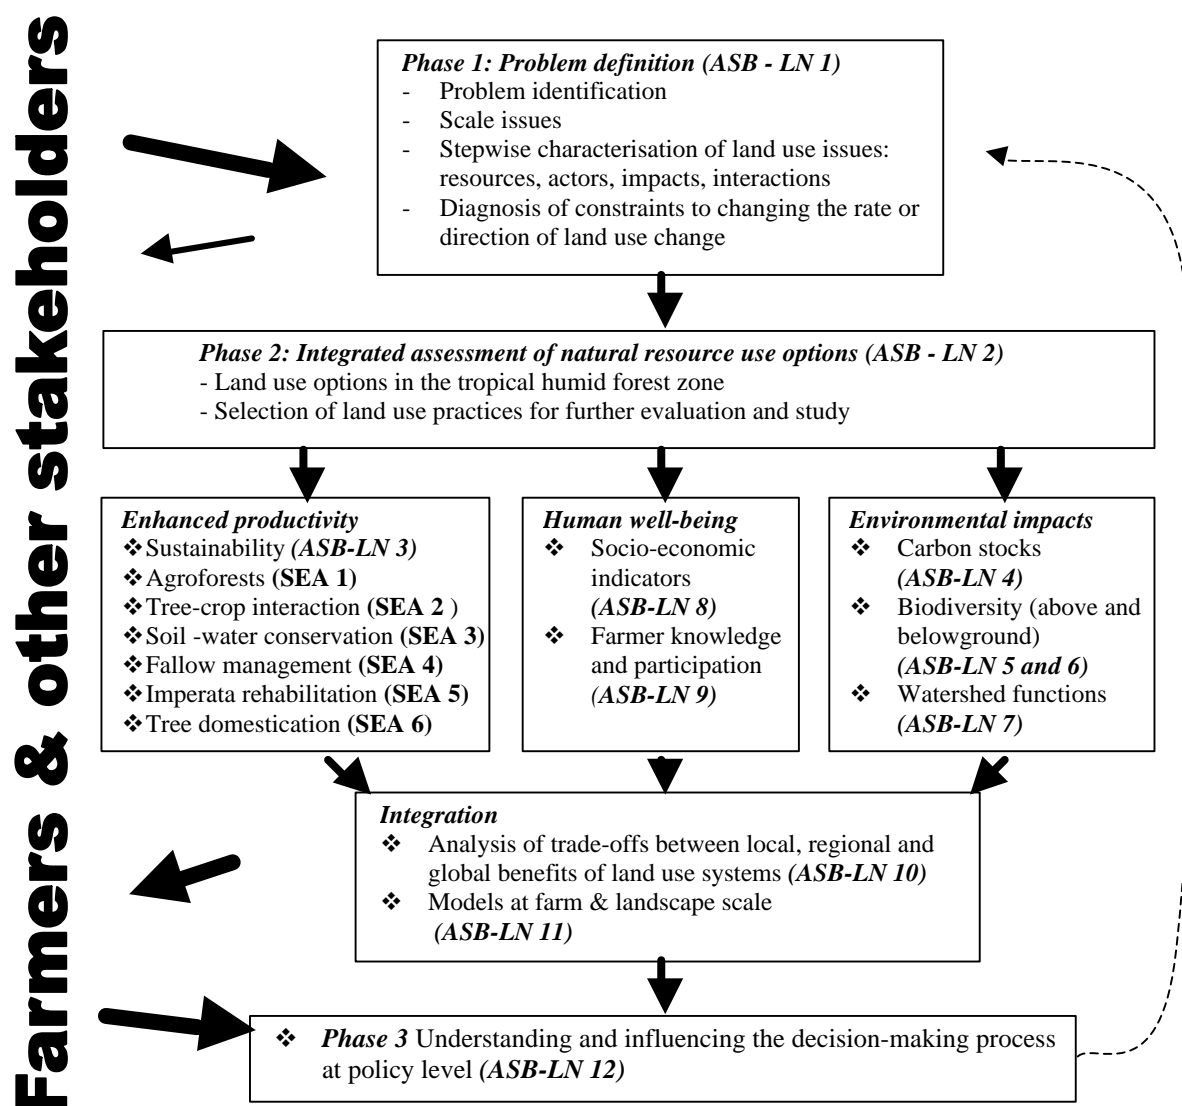 Farmers & other stakeholders
Phase 1: Problem definition (ASB - LN 1)
- Problem identification
- Scale issues
- Stepwise characterisation of land use issues:
resources, actors, impacts, interactions
- Diagnosis of constraints to changing the rate or
direction of land use change
Phase 2: Integrated assessment of natural resource use options (ASB - LN 2)
- Land use options in the tropical humid forest zone
- Selection of land use practices for further evaluation and study
Enhanced productivity
❖Sustainability (ASB-LN 3)
❖Agroforests (SEA 1)
❖Tree-crop interaction (SEA 2 )
❖Soil -water conservation (SEA 3)
❖Fallow management (SEA 4)
❖Imperata rehabilitation (SEA 5)
❖Tree domestication (SEA 6)
Human well-being
❖ Socio-economic
indicators
(ASB-LN 8)
❖ Farmer knowledge
and participation
(ASB-LN 9)
Environmental impacts
❖ Carbon stocks
(ASB-LN 4)
❖ Biodiversity (above and
belowground)
(ASB-LN 5 and 6)
❖ Watershed functions
(ASB-LN 7)
Integration
❖ Analysis of trade-offs between local, regional and
global benefits of land use systems (ASB-LN 10)
❖ Models at farm & landscape scale
(ASB-LN 11)
❖ Phase 3 Understanding and influencing the decision-making process
at policy level (ASB-LN 12)